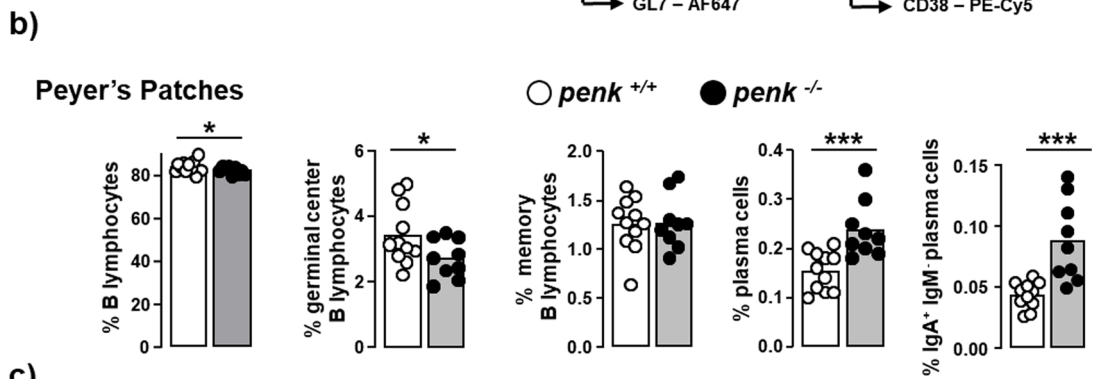 GL7 – AF647
CD38 – PE-Cy5
b)
Peyer's Patches
penk +/+
penk -/-
*
% B lymphocytes
80
60
40
20
0
*
% germinal center
B lymphocytes
6
4
2
0
% memory
B lymphocytes
2.0
1.5
1.0
0.5
0.0
***
% plasma cells
0.4
0.3
0.2
0.1
0.0
***
% IgA+ IgM- plasma cells
0.15
0.10
0.05
0.00
c)